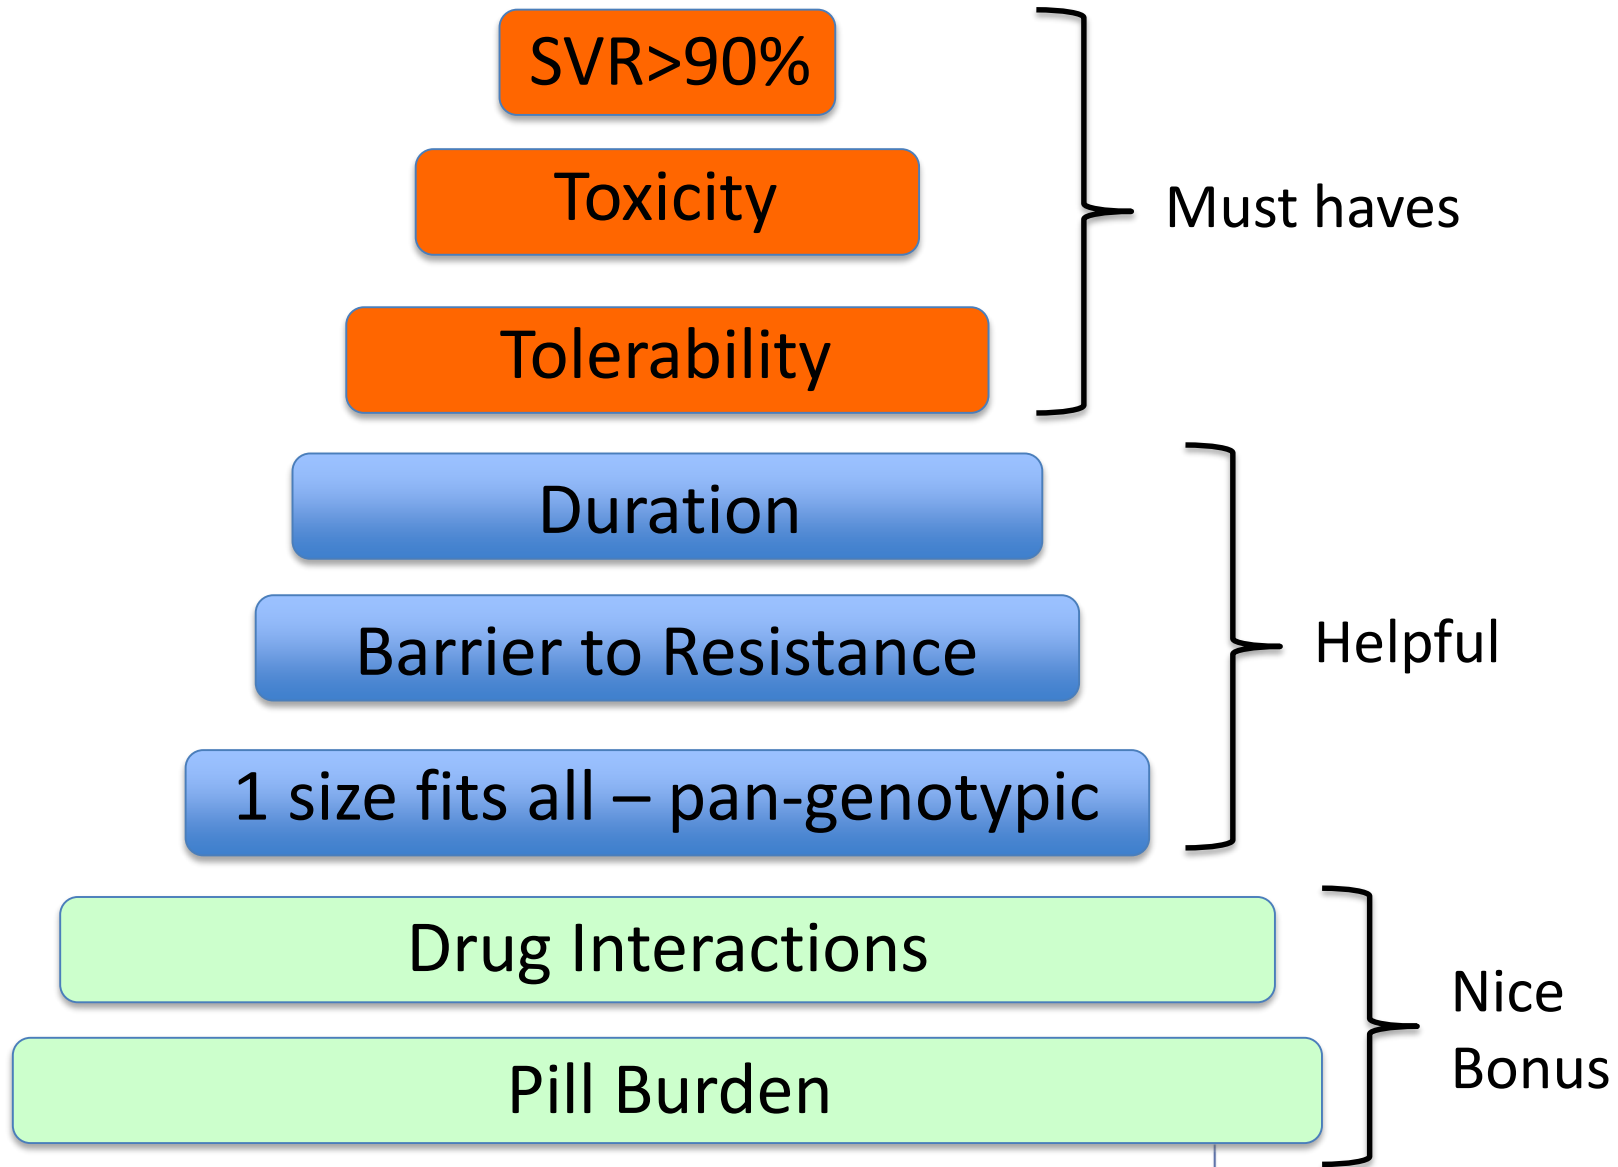 SVR>90%
Toxicity
Must haves
Tolerability
Duration
Barrier to Resistance
Helpful
1 size fits all – pan-genotypic
Drug Interactions
Nice
Bonus
Pill Burden